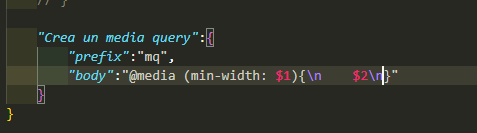 // }
"Crea un media query":{
"prefix":"mq",
"body":"@media (min-width: $1){\n    $2\n}"
}
}